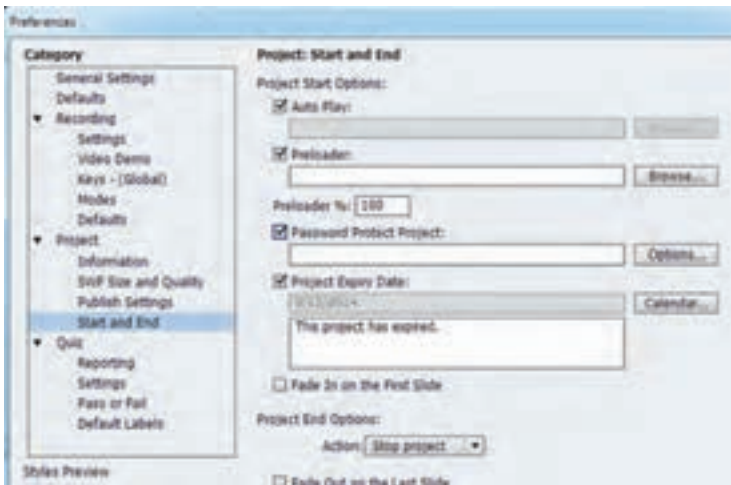 Preferences
Category
General Settings
Defaults
Recording
Settings
Video Demo
Keys - (Global)
Modes
Defaults
Project
Information
SWF Size and Quality
Publish Settings
Start and End
Quiz
Reporting
Settings
Pass or Fail
Default Labels
Styles Preview
Project: Start and End
Project Start Options:
Auto Play:
Preloader:
Browse...
Preloader %: 100
Password Protect Project:
Options...
Project Expiry Date:
Calendar...
The project has expired.
Fade In on the First Slide
Project End Options:
Action: Stop project
Fade Out on the Last Slide